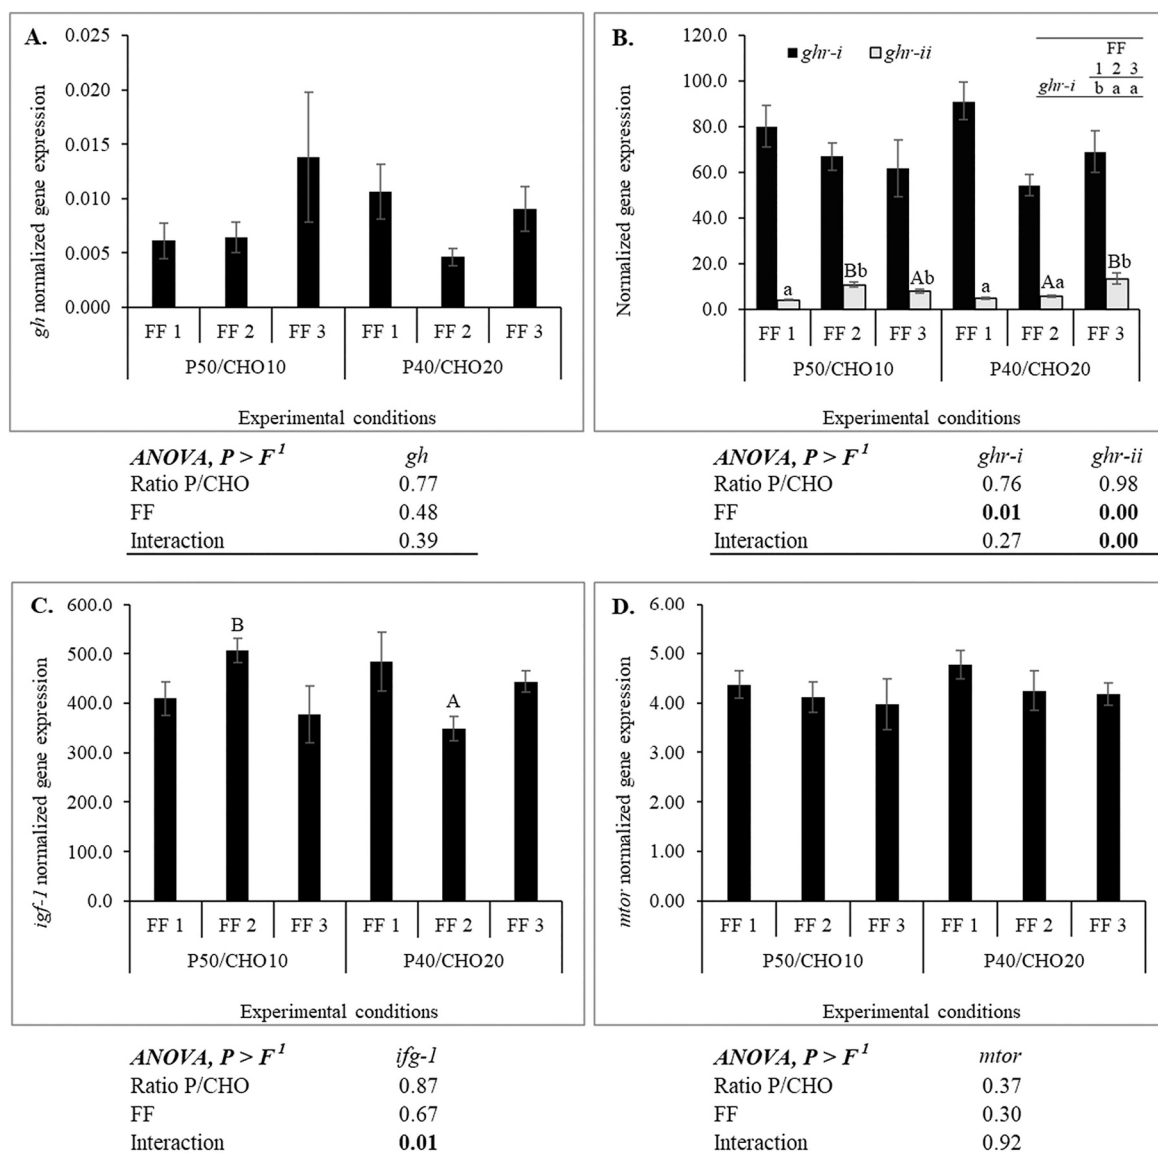 A.
gh normalized gene expression
0.025
0.020
0.015
0.010
0.005
0.000
FF 1 FF 2 FF 3 FF 1 FF 2 FF 3
P50/CHO10 P40/CHO20
Experimental conditions
ANOVA, P > F 1 gh
Ratio P/CHO 0.77
FF 0.48
Interaction 0.39
B.
Normalized gene expression
120.0
100.0
80.0
60.0
40.0
20.0
0.0
ghr-i ghr-ii
FF
1 2 3
ghr-i b a a
a Bb Ab a Aa Bb
FF 1 FF 2 FF 3 FF 1 FF 2 FF 3
P50/CHO10 P40/CHO20
Experimental conditions
ANOVA, P > F 1 ghr-i ghr-ii
Ratio P/CHO 0.76 0.98
FF 0.01 0.00
Interaction 0.27 0.00
C.
igf-1 normalized gene expression
600.0
500.0
400.0
300.0
200.0
100.0
0.0
B A
FF 1 FF 2 FF 3 FF 1 FF 2 FF 3
P50/CHO10 P40/CHO20
Experimental conditions
ANOVA, P > F 1 ifg-1
Ratio P/CHO 0.87
FF 0.67
Interaction 0.01
D.
mtor normalized gene expression
6.00
5.00
4.00
3.00
2.00
1.00
0.00
FF 1 FF 2 FF 3 FF 1 FF 2 FF 3
P50/CHO10 P40/CHO20
Experimental conditions
ANOVA, P > F 1 mtor
Ratio P/CHO 0.37
FF 0.30
Interaction 0.92